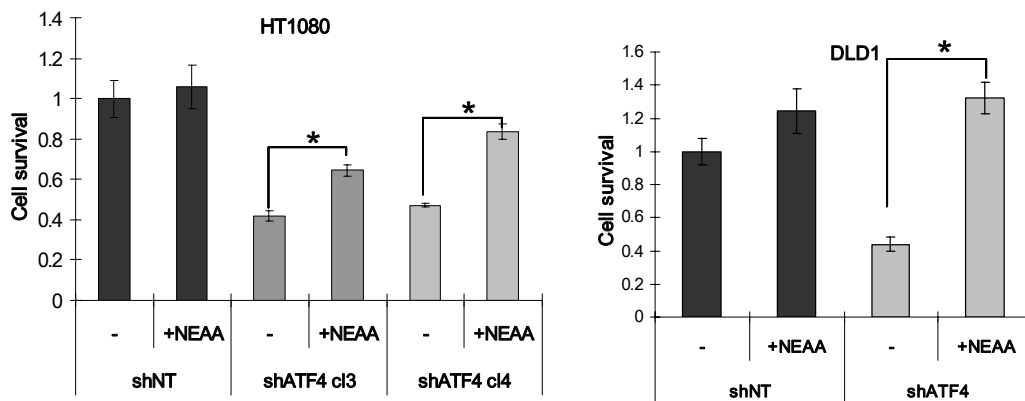 HT1080
Cell survival
1.4
1.2
1
0.8
0.6
0.4
0.2
0
*
*
- +NEAA - +NEAA - +NEAA
shNT shATF4 cl3 shATF4 cl4
DLD1
Cell survival
1.6
1.4
1.2
1
0.8
0.6
0.4
0.2
0
*
- +NEAA - +NEAA
shNT shATF4